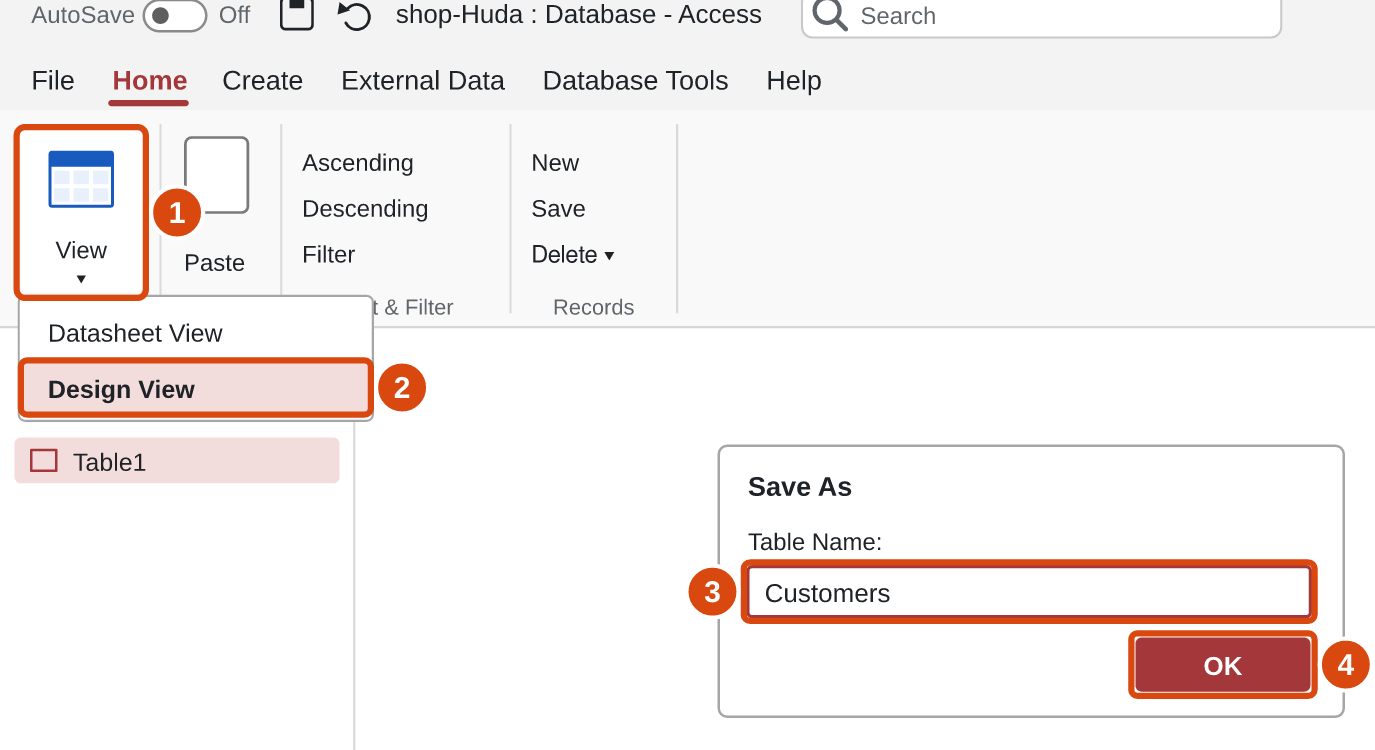 AutoSave Off shop-Huda : Database - Access Search
File Home Create External Data Database Tools Help
View
1
Paste
Ascending
Descending
Filter
t & Filter
New
Save
Delete
Records
Datasheet View
Design View
2
Table1
Save As
Table Name:
3 Customers
OK 4